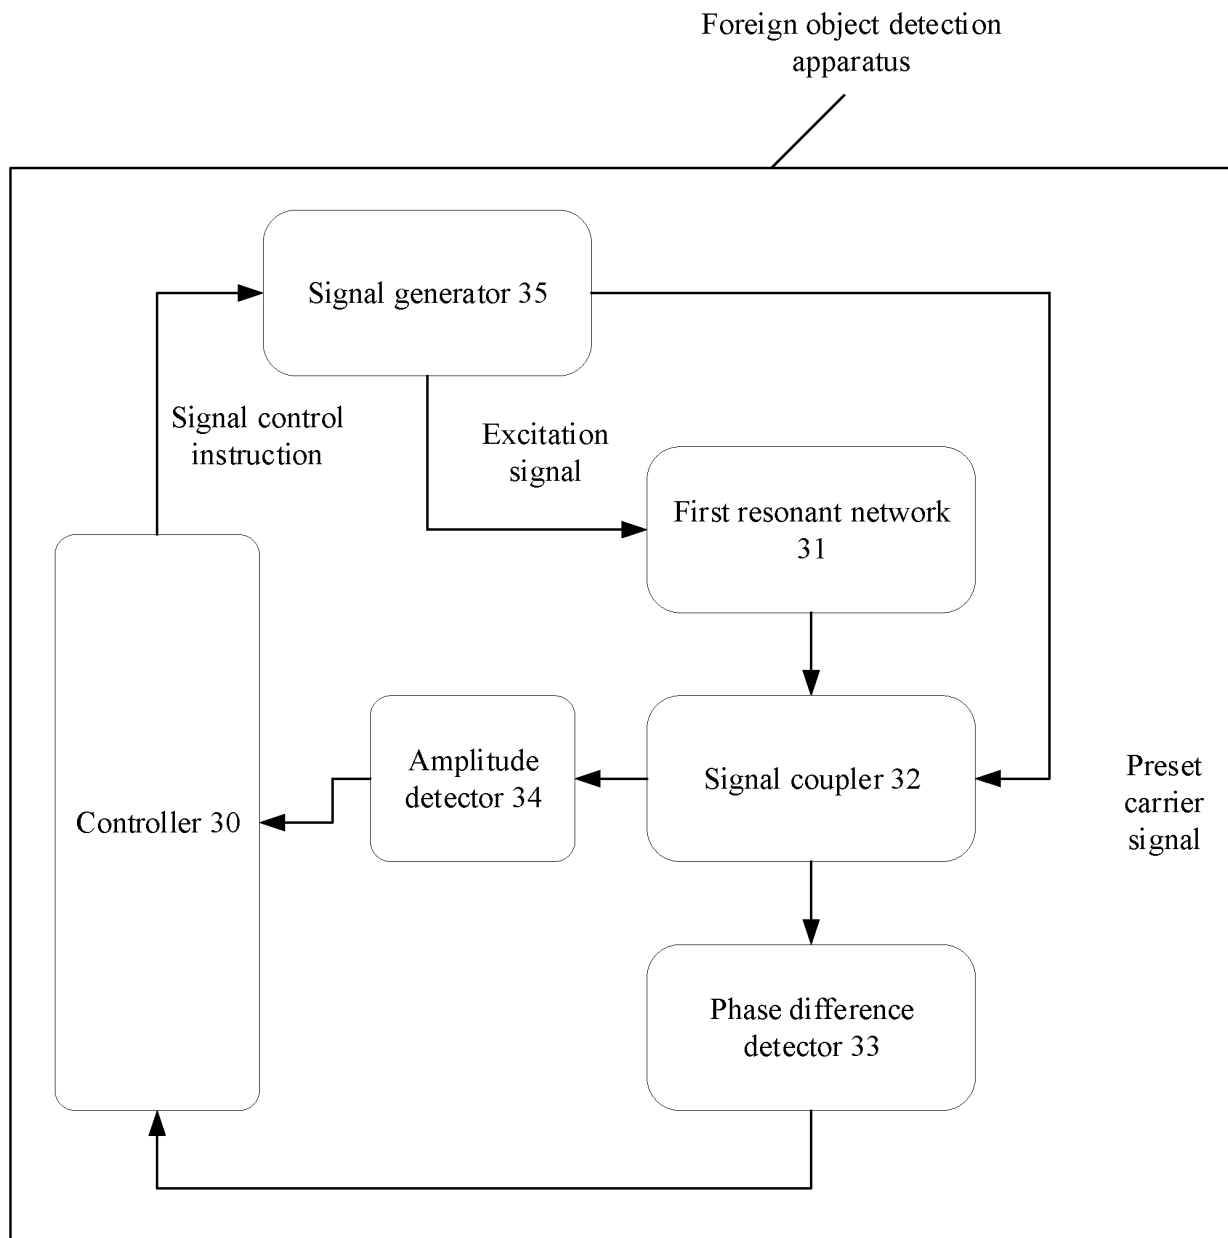 Foreign object detection
apparatus
Signal generator 35
Signal control
instruction
Excitation
signal
First resonant network
31
Amplitude
detector 34
Signal coupler 32
Preset
carrier
signal
Controller 30
Phase difference
detector 33